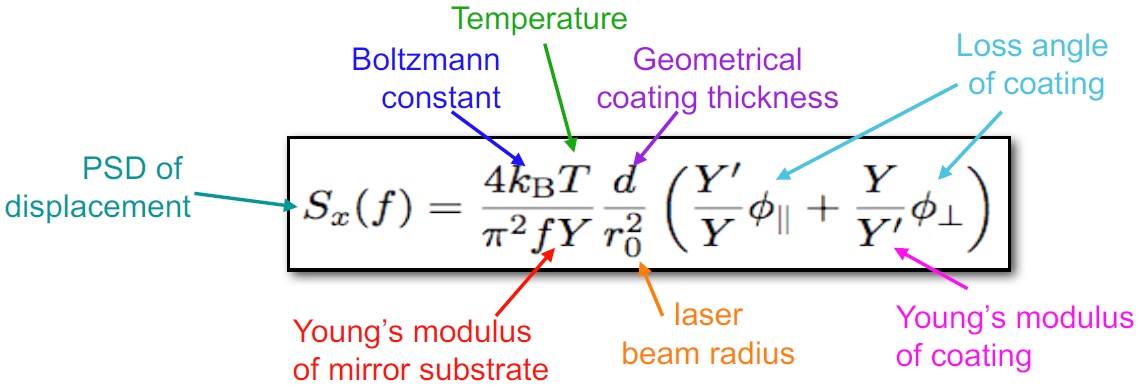 Temperature
Boltzmann
constant
Geometrical
coating thickness
Loss angle
of coating
PSD of
displacement
S_x(f) = \frac{4k_B T}{\pi^2 f Y} \frac{d}{r_0^2} \left( \frac{Y'}{Y} \phi_{\parallel} + \frac{Y}{Y'} \phi_{\perp} \right)
Young’s modulus
of mirror substrate
laser
beam radius
Young’s modulus
of coating